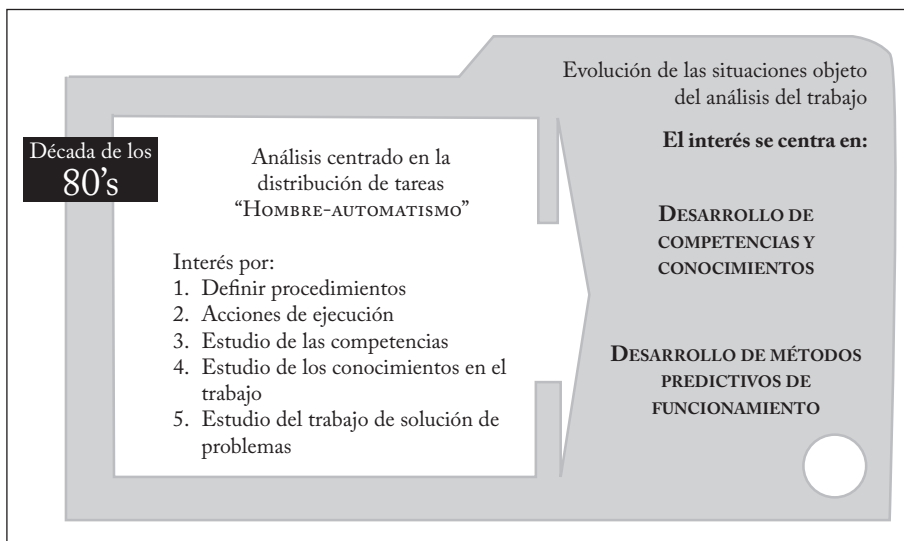 Década de los
80's
Análisis centrado en la
distribución de tareas
“Hombre-automatismo”
Interés por:
1. Definir procedimientos
2. Acciones de ejecución
3. Estudio de las competencias
4. Estudio de los conocimientos en el
trabajo
5. Estudio del trabajo de solución de
problemas
Evolución de las situaciones objeto
del análisis del trabajo
El interés se centra en:
Desarrollo de
competencias y
conocimientos
Desarrollo de métodos
predictivos de
funcionamiento